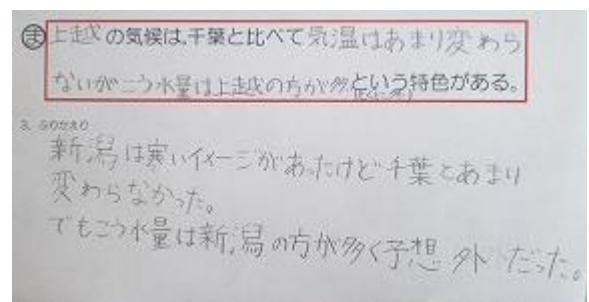 ま 上越の気候は、千葉と比べて気温はあまり変わら
ないがこう水量は上越の方が多という特色がある。
3. ふりかえり
新潟は寒いイメージがあったけど千葉とあまり
変わらなかった。
でもこう水量は新潟の方が多く予想外だった。